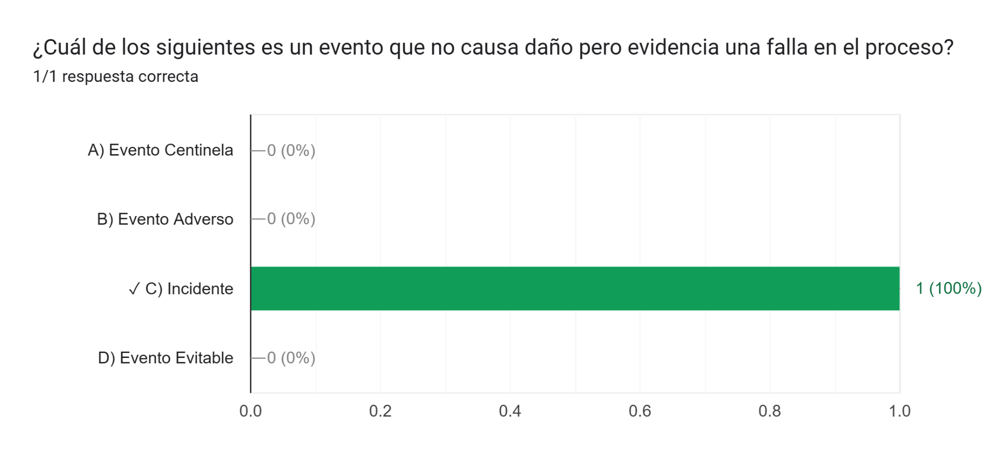 ¿Cuál de los siguientes es un evento que no causa daño pero evidencia una falla en el proceso?
1/1 respuesta correcta
A) Evento Centinela
0 (0%)
B) Evento Adverso
0 (0%)
✓ C) Incidente
1 (100%)
D) Evento Evitable
0 (0%)
0.0 0.2 0.4 0.6 0.8 1.0